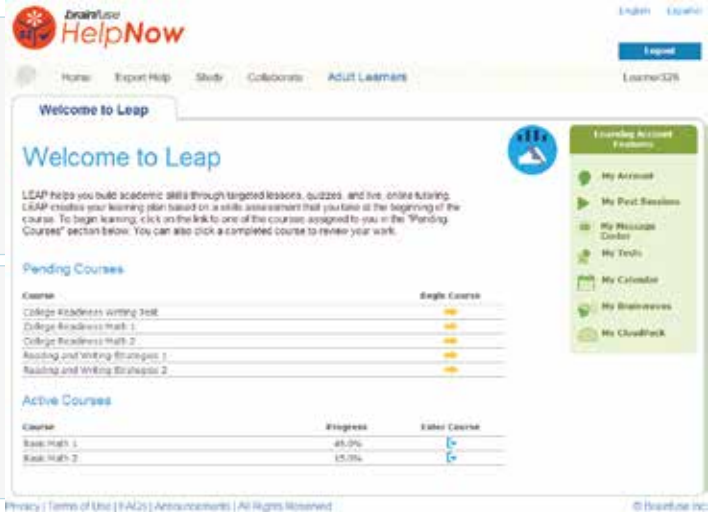 brainfuse
HelpNow
English Español
Logout
Home Expert Help Study Collaborate Adult Learners
Welcome to Leap
Welcome to Leap
LEAP helps you build academic skills through targeted lessons, quizzes, and live, online tutoring.
LEAP creates your learning plan based on a skills assessment that you take at the beginning of the
course. To begin learning, click on the link to one of the courses assigned to you in the "Pending
Courses" section below. You can also click a completed course to review your work.
Pending Courses
Course Begin Course
College Readiness Writing Test
College Readiness Math 1
College Readiness Math 2
Reading and Writing Strategies 1
Reading and Writing Strategies 2
Active Courses
Course Progress Enter Course
Basic Math 1
Basic Math 2
Learning Account
Features
My Account
My Past Sessions
My Message
Center
My Tests
My Calendar
My Brainwaves
My CloudPack
Privacy | Terms of Use | FAQs | Announcements | All Rights Reserved
© Brainfuse Inc